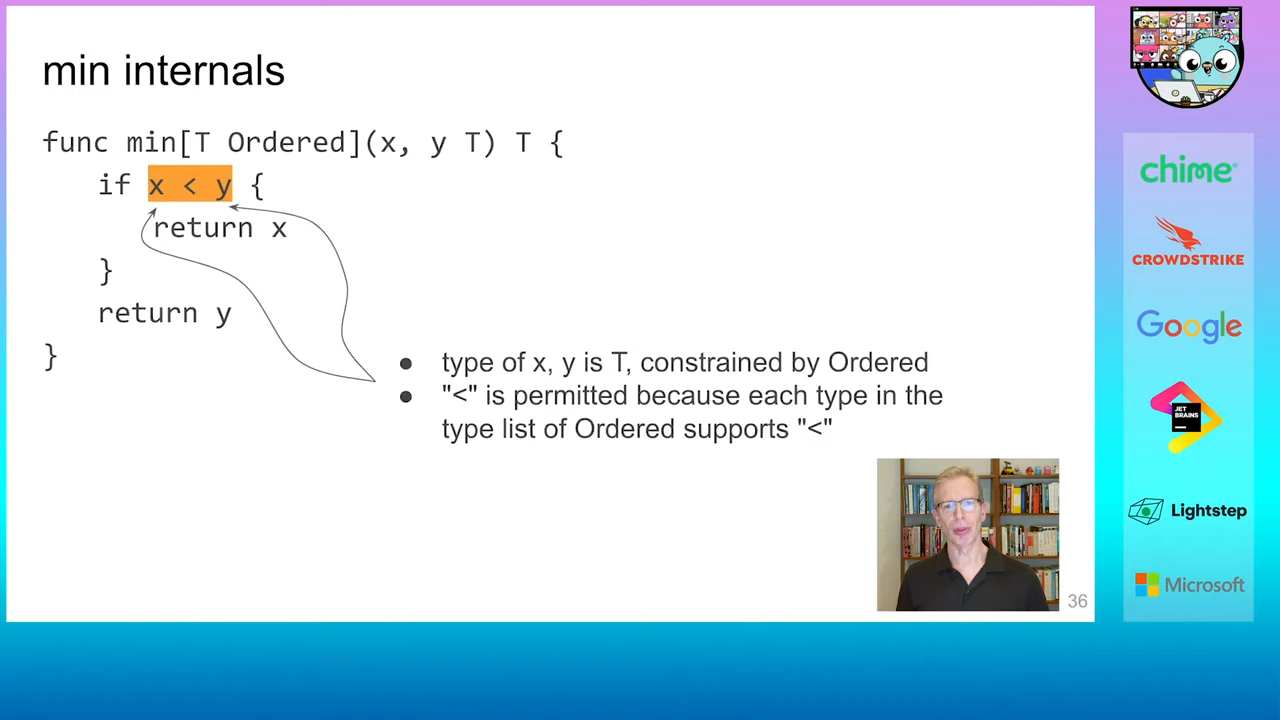 min internals
func min[T Ordered](x, y T) T {
if x < y {
return x
}
return y
}
● type of x, y is T, constrained by Ordered
● "<" is permitted because each type in the
type list of Ordered supports "<"
36
chime®
CROWDSTRIKE
Google
JET
BRAINS
Lightstep
Microsoft